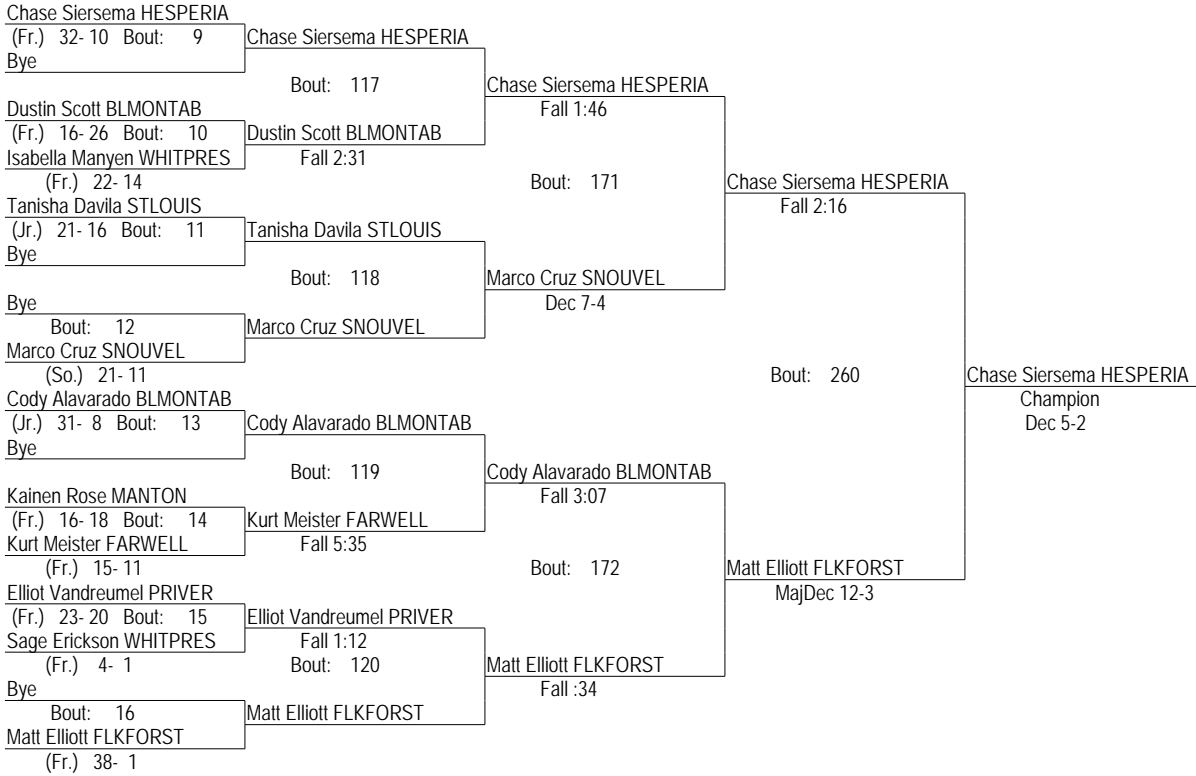 Chase Siersema HESPERIA
(Fr.) 32- 10 Bout: 9 Chase Siersema HESPERIA
Bye
Bout: 117 Chase Siersema HESPERIA
Dustin Scott BLMONTAB Fall 1:46
(Fr.) 16- 26 Bout: 10 Dustin Scott BLMONTAB
Isabella Manyen WHITPRES Fall 2:31
(Fr.) 22- 14 Bout: 171 Chase Siersema HESPERIA
Tanisha Davila STLOUIS Fall 2:16
(Jr.) 21- 16 Bout: 11 Tanisha Davila STLOUIS
Bye
Bout: 118 Marco Cruz SNOUVEL
Bye Dec 7-4
Bout: 12 Marco Cruz SNOUVEL
Marco Cruz SNOUVEL
(So.) 21- 11 Bout: 260 Chase Siersema HESPERIA
Cody Alavarado BLMONTAB Champion
(Jr.) 31- 8 Bout: 13 Cody Alavarado BLMONTAB Dec 5-2
Bye
Bout: 119 Cody Alavarado BLMONTAB
Kainen Rose MANTON Fall 3:07
(Fr.) 16- 18 Bout: 14 Kurt Meister FARWELL
Kurt Meister FARWELL Fall 5:35
(Fr.) 15- 11 Bout: 172 Matt Elliott FLKFORST
Elliot Vandreumel PRIVER MajDec 12-3
(Fr.) 23- 20 Bout: 15 Elliot Vandreumel PRIVER
Sage Erickson WHITPRES Fall 1:12
(Fr.) 4- 1 Bout: 120 Matt Elliott FLKFORST
Bye Fall :34
Bout: 16 Matt Elliott FLKFORST
Matt Elliott FLKFORST
(Fr.) 38- 1